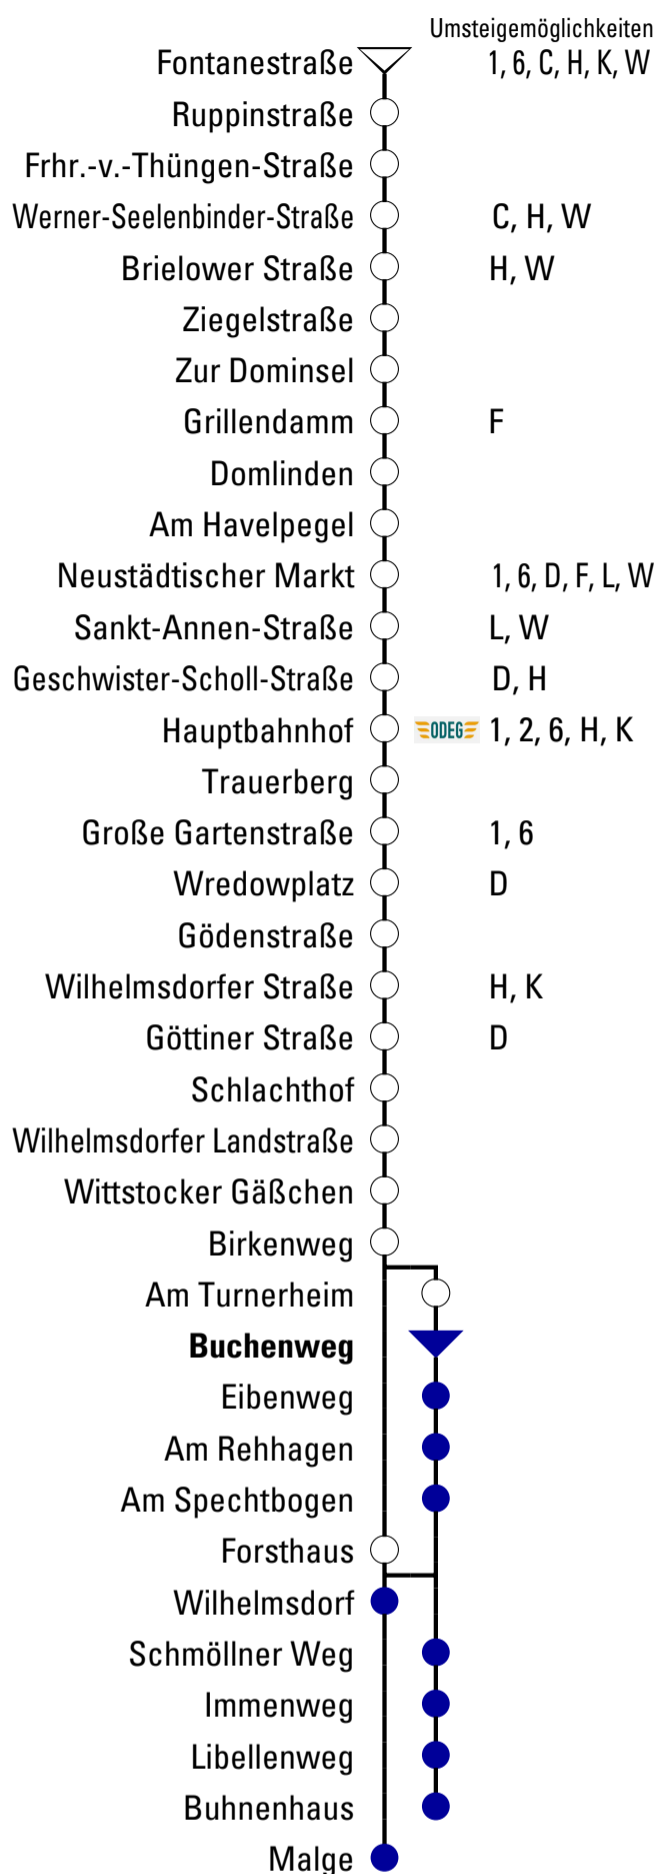 Umsteigemöglichkeiten
Fontanestraße 1, 6, C, H, K, W
Ruppinstraße
Frhr.-v.-Thüngen-Straße
Werner-Seelenbinder-Straße C, H, W
Brielower Straße H, W
Ziegelstraße
Zur Dominsel
Grillendamm F
Domlinden
Am Havelpegel
Neustädtischer Markt 1, 6, D, F, L, W
Sankt-Annen-Straße L, W
Geschwister-Scholl-Straße D, H
Hauptbahnhof ODEG 1, 2, 6, H, K
Trauerberg
Große Gartenstraße 1, 6
Wredowplatz D
Gödenstraße
Wilhelmsdorfer Straße H, K
Göttiner Straße D
Schlachthof
Wilhelmsdorfer Landstraße
Wittstocker Gäßchen
Birkenweg
Am Turnerheim
Buchenweg
Eibenweg
Am Rehhagen
Am Spechtbogen
Forsthaus
Wilhelmsdorf
Schmöllner Weg
Immenweg
Libellenweg
Buhnenhaus
Malge